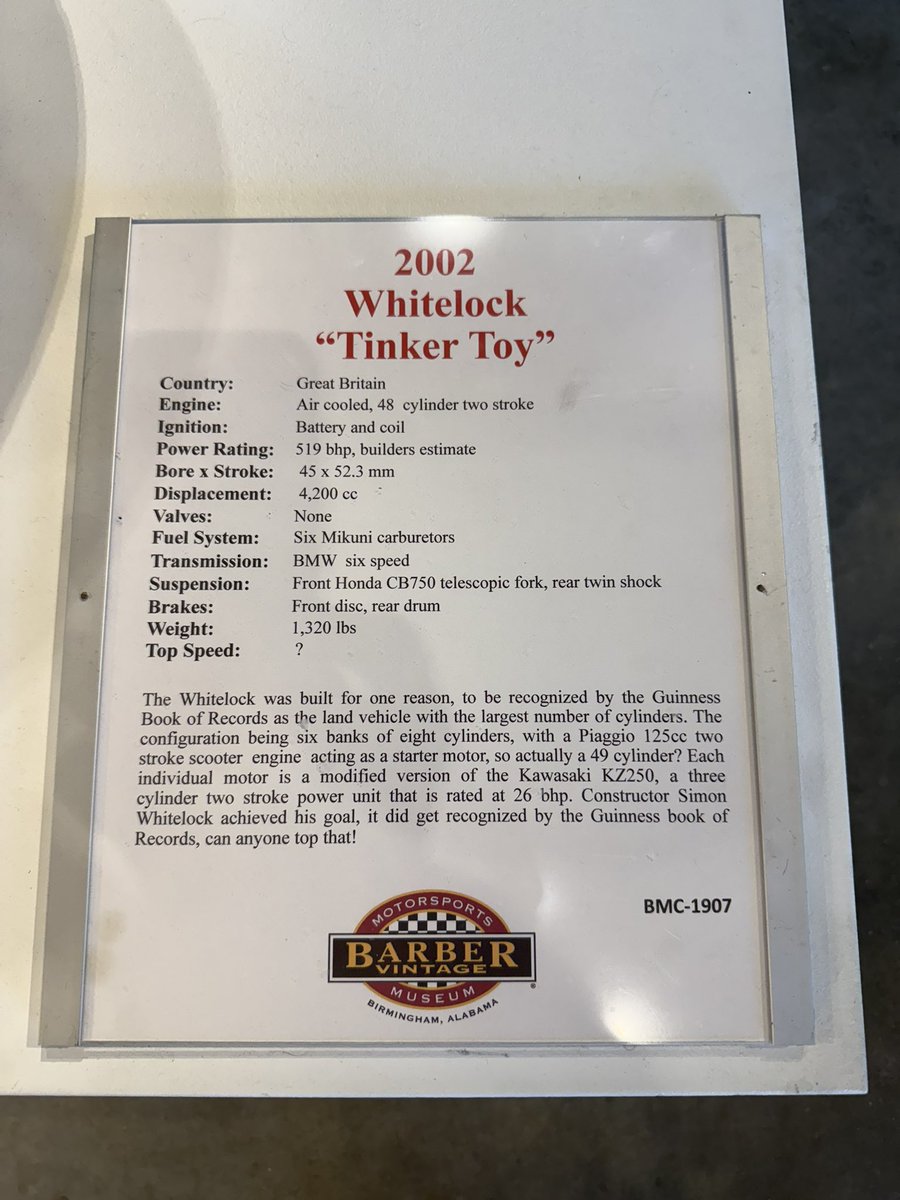 2002
Whitelock
“Tinker Toy”
Country: Great Britain
Engine: Air cooled, 48 cylinder two stroke
Ignition: Battery and coil
Power Rating: 519 bhp, builders estimate
Bore x Stroke: 45 x 52.3 mm
Displacement: 4,200 cc
Valves: None
Fuel System: Six Mikuni carburetors
Transmission: BMW six speed
Suspension: Front Honda CB750 telescopic fork, rear twin shock
Brakes: Front disc, rear drum
Weight: 1,320 lbs
Top Speed: ?
The Whitelock was built for one reason, to be recognized by the Guinness
Book of Records as the land vehicle with the largest number of cylinders. The
configuration being six banks of eight cylinders, with a Piaggio 125cc two
stroke scooter engine acting as a starter motor, so actually a 49 cylinder? Each
individual motor is a modified version of the Kawasaki KZ250, a three
cylinder two stroke power unit that is rated at 26 bhp. Constructor Simon
Whitelock achieved his goal, it did get recognized by the Guinness book of
Records, can anyone top that!
BMC-1907
MOTORSPORTS
BARBER
VINTAGE
MUSEUM
BIRMINGHAM, ALABAMA